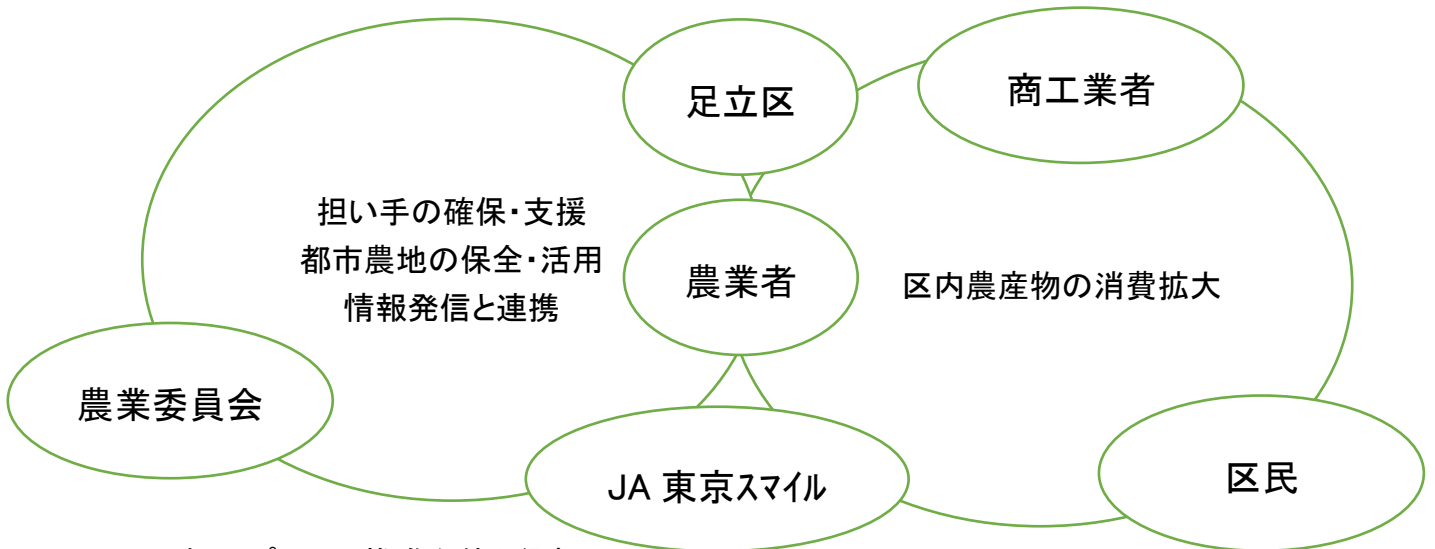 足立区
商工業者
担い手の確保・支援
都市農地の保全・活用
情報発信と連携
農業者
区内農産物の消費拡大
農業委員会
JA 東京スマイル
区民